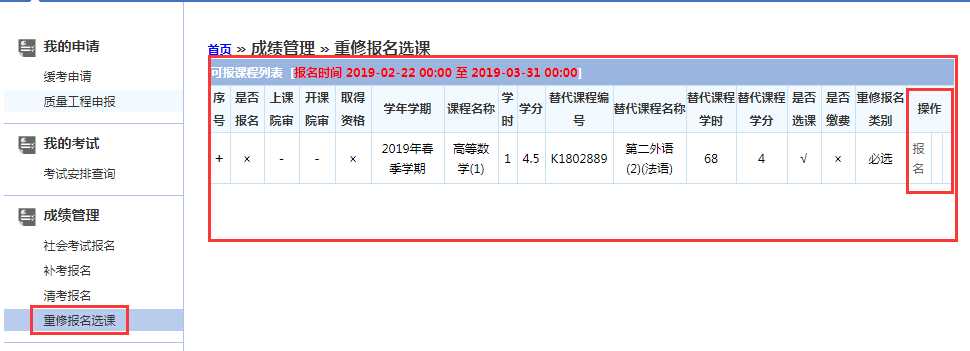 我的申请
缓考申请
质量工程申报
我的考试
考试安排查询
成绩管理
社会考试报名
补考报名
清考报名
重修报名选课
首页 » 成绩管理 » 重修报名选课
可报课程列表 [报名时间 2019-02-22 00:00 至 2019-03-31 00:00]
序号 是否报名 上课院审 开课院审 取得资格 学年学期 课程名称 学时 学分 替代课程编号 替代课程名称 替代课程学时 替代课程学分 是否选课 是否缴费 重修报名类别 操作
+ × - - × 2019年春季学期 高等数学(1) 1 4.5 K1802889 第二外语(2)(法语) 68 4 √ × 必选 报名